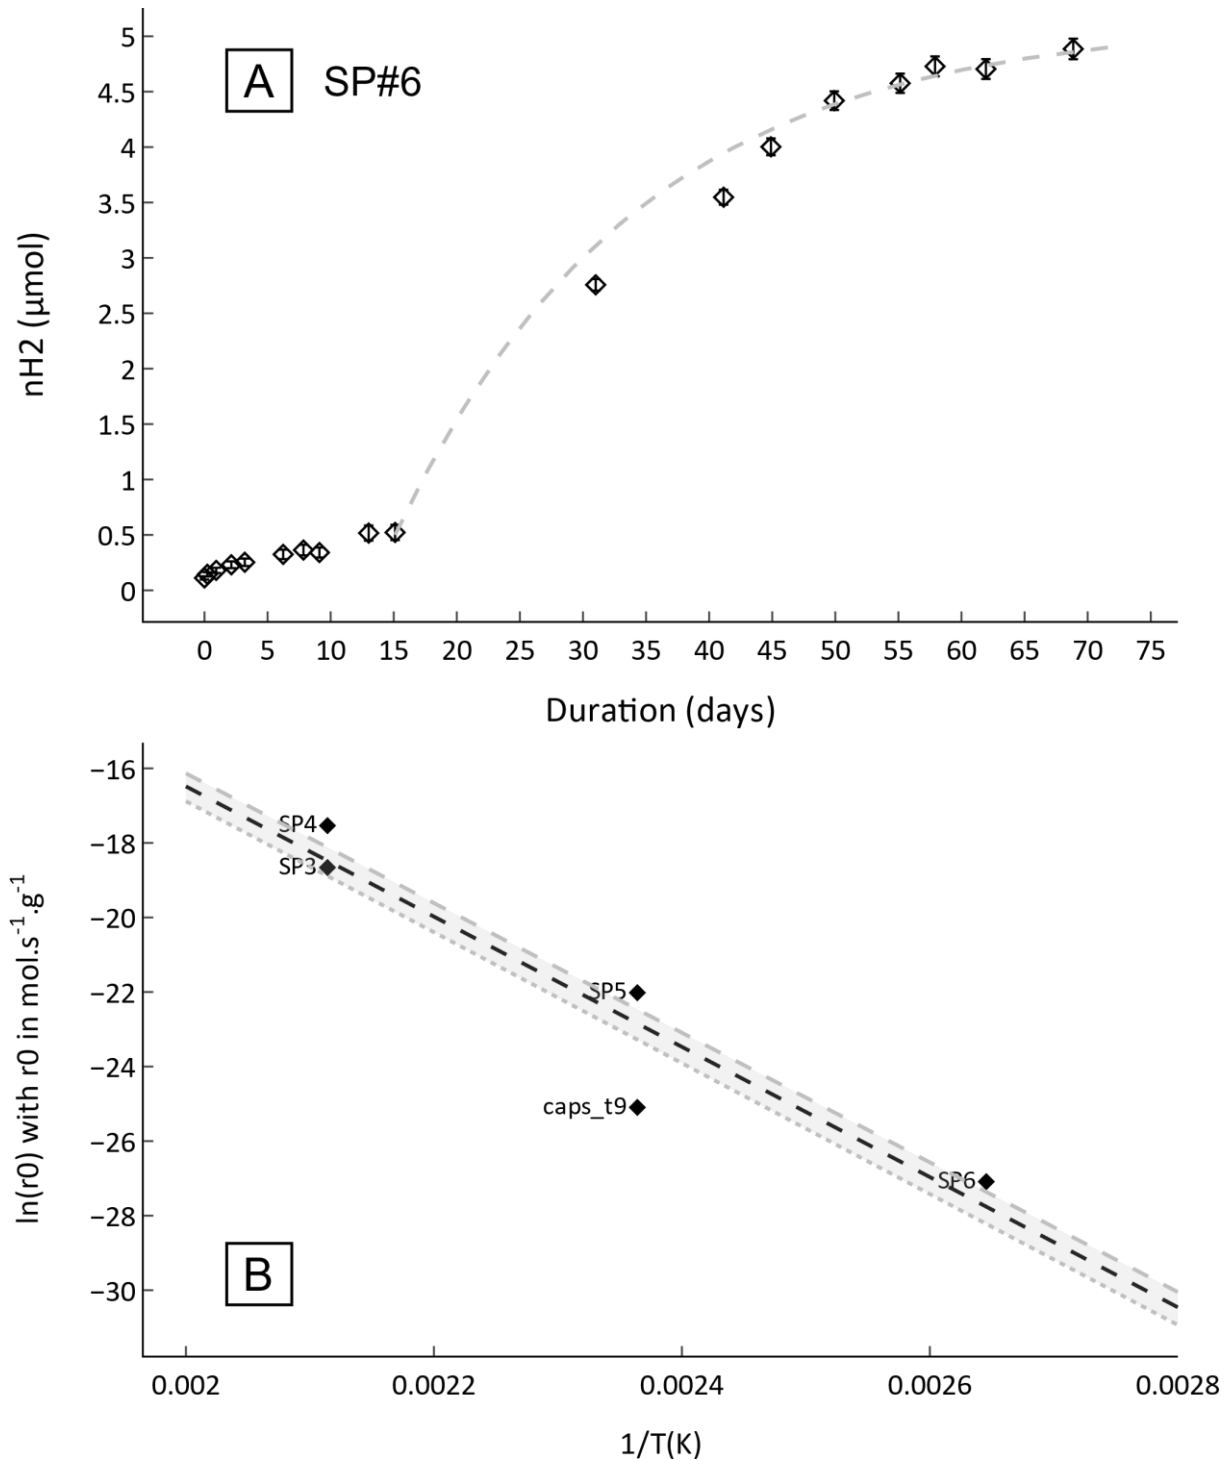 A SP#6
5
4.5
4
3.5
3
2.5
2
1.5
1
0.5
0
nH2 (µmol)
0 5 10 15 20 25 30 35 40 45 50 55 60 65 70 75
Duration (days)
−16
−18
−20
−22
−24
−26
−28
−30
ln(r0) with r0 in mol.s⁻¹.g⁻¹
SP4
SP3
SP5
caps_t9
SP6
B
0.002 0.0022 0.0024 0.0026 0.0028
1/T(K)